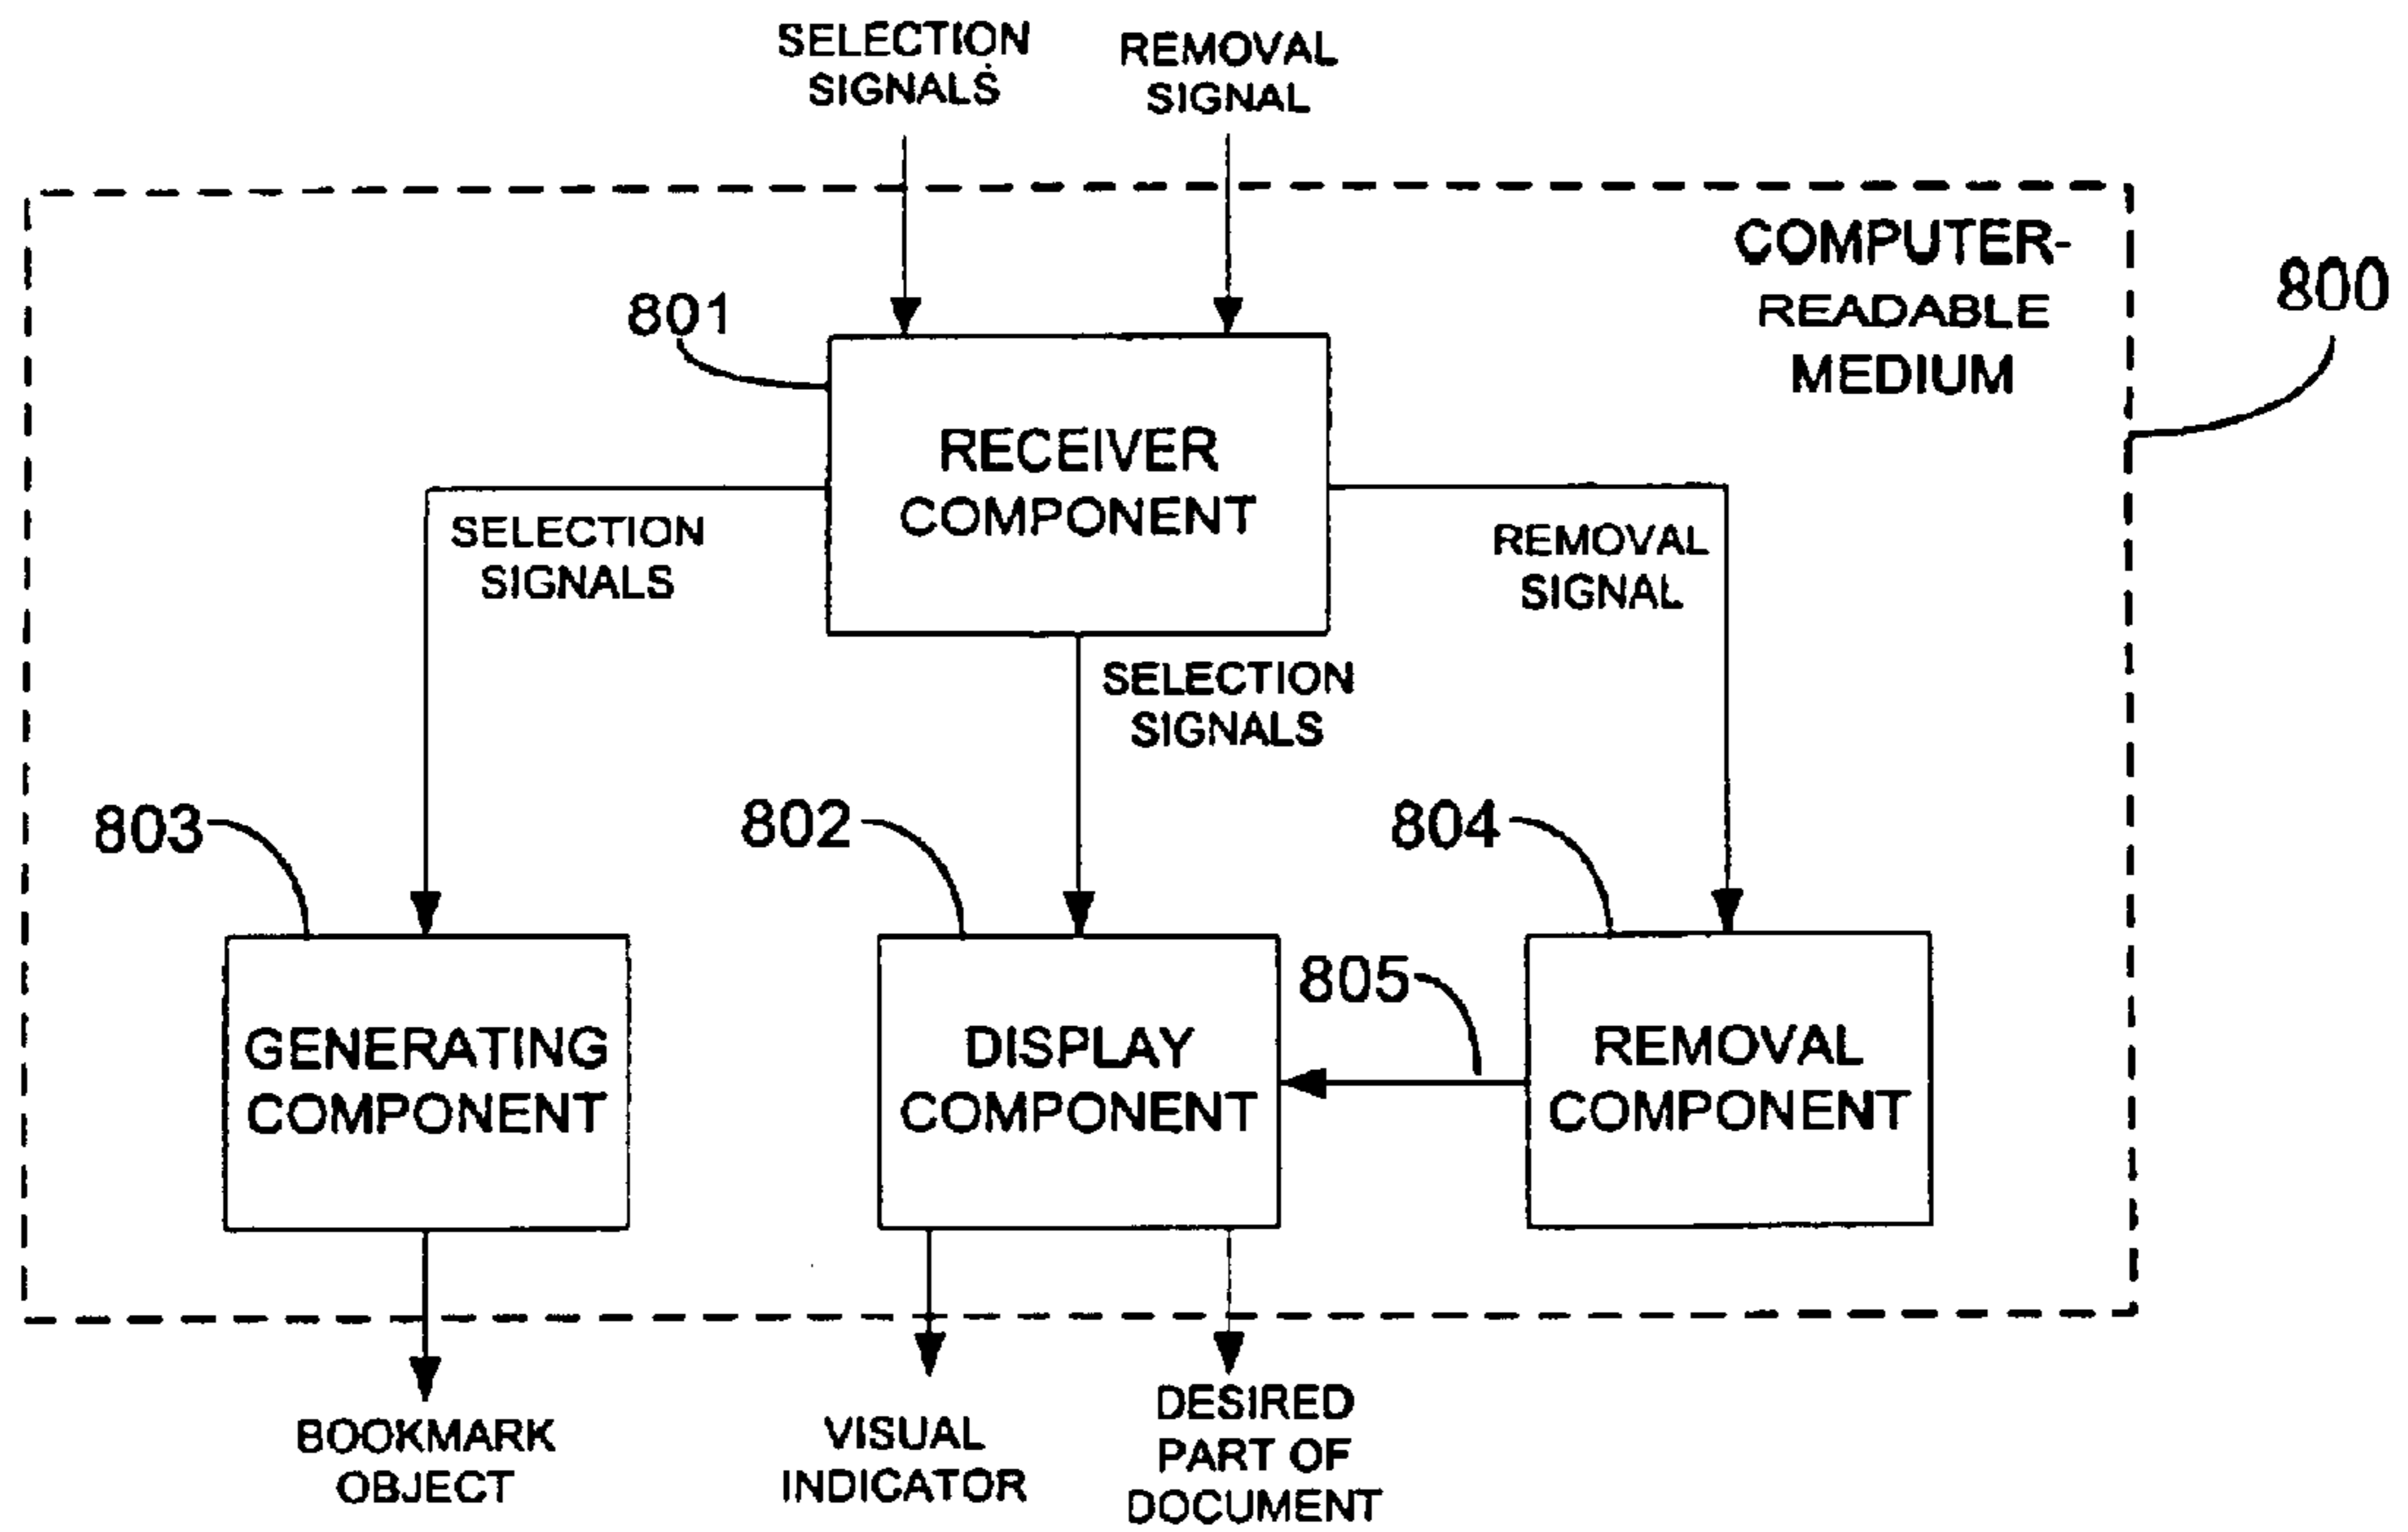 SELECTION
SIGNALS
REMOVAL
SIGNAL
COMPUTER-
READABLE
MEDIUM
800
801
RECEIVER
COMPONENT
SELECTION
SIGNALS
REMOVAL
SIGNAL
SELECTION
SIGNALS
803
802
804
805
GENERATING
COMPONENT
DISPLAY
COMPONENT
REMOVAL
COMPONENT
BOOKMARK
OBJECT
VISUAL
INDICATOR
DESIRED
PART OF
DOCUMENT